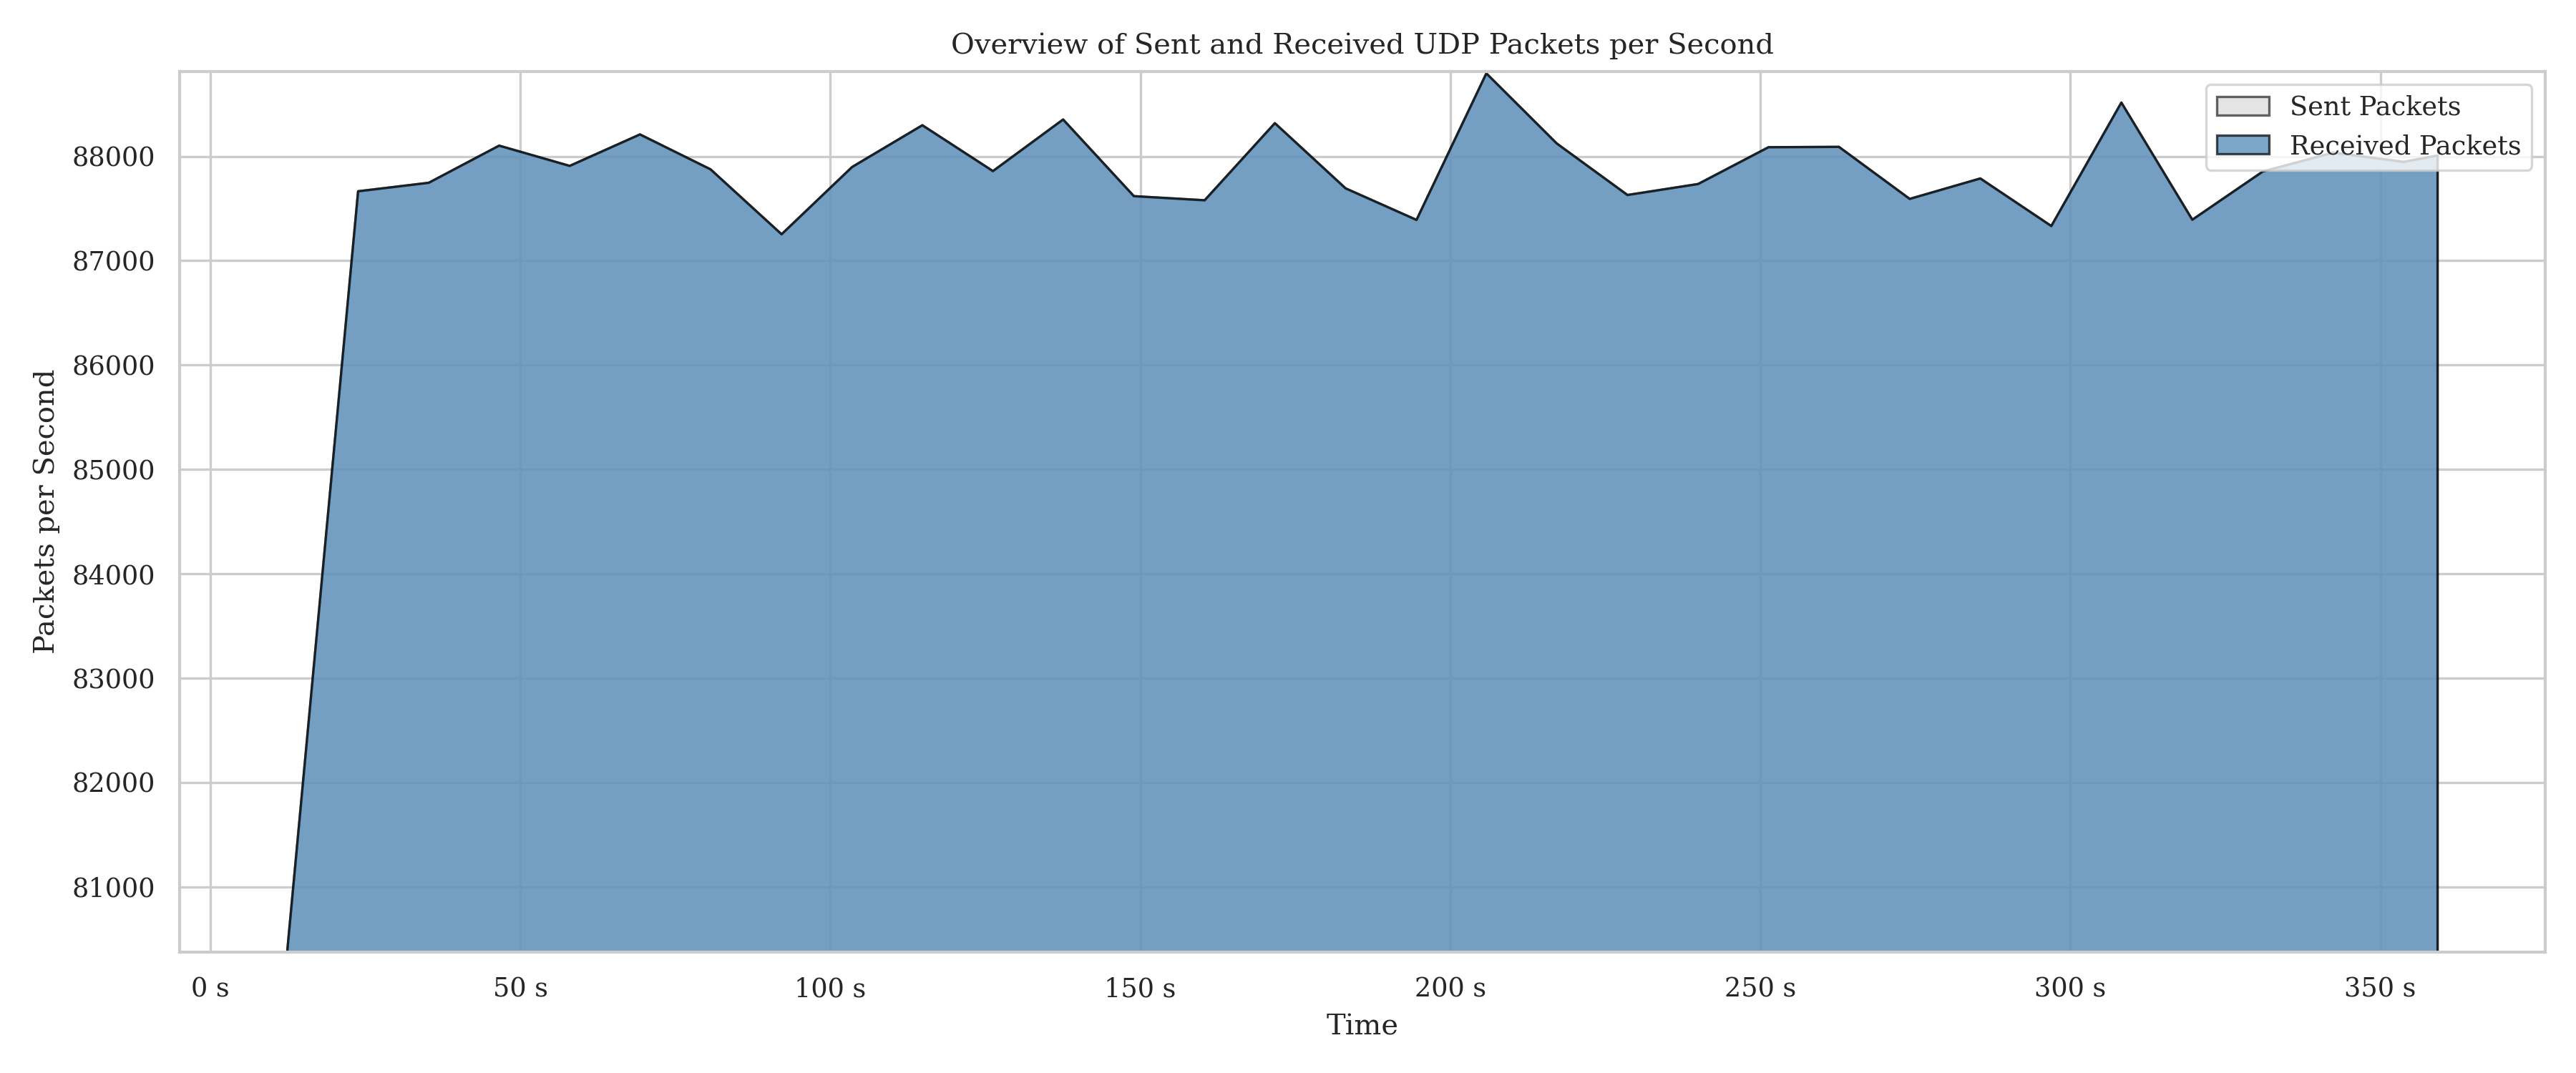 Overview of Sent and Received UDP Packets per Second
Sent Packets
Received Packets
Packets per Second
88000
87000
86000
85000
84000
83000
82000
81000
0 s
50 s
100 s
150 s
200 s
250 s
300 s
350 s
Time